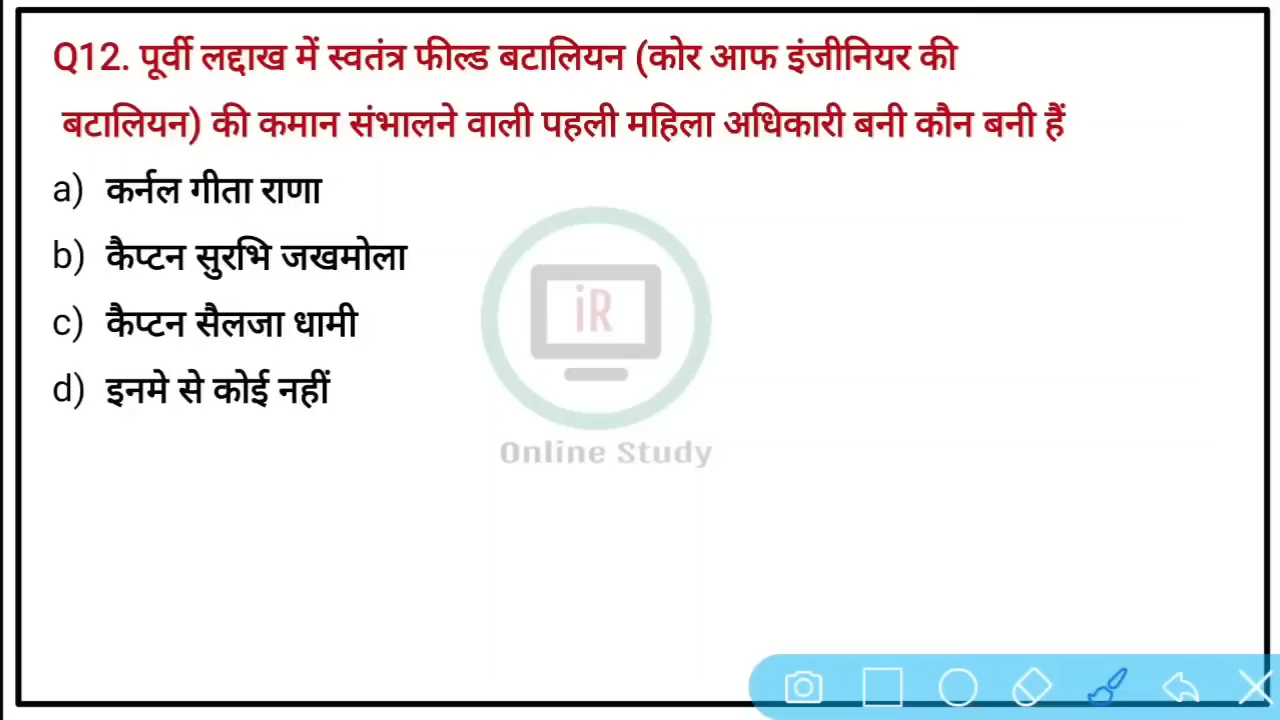 Q12. पूर्वी लद्दाख में स्वतंत्र फील्ड बटालियन (कोर आफ इंजीनियर की
बटालियन) की कमान संभालने वाली पहली महिला अधिकारी बनी कौन बनी हैं
a) कर्नल गीता राणा
b) कैप्टन सुरभि जखमोला
c) कैप्टन सैलजा धामी
d) इनमे से कोई नहीं
iR
Online Study